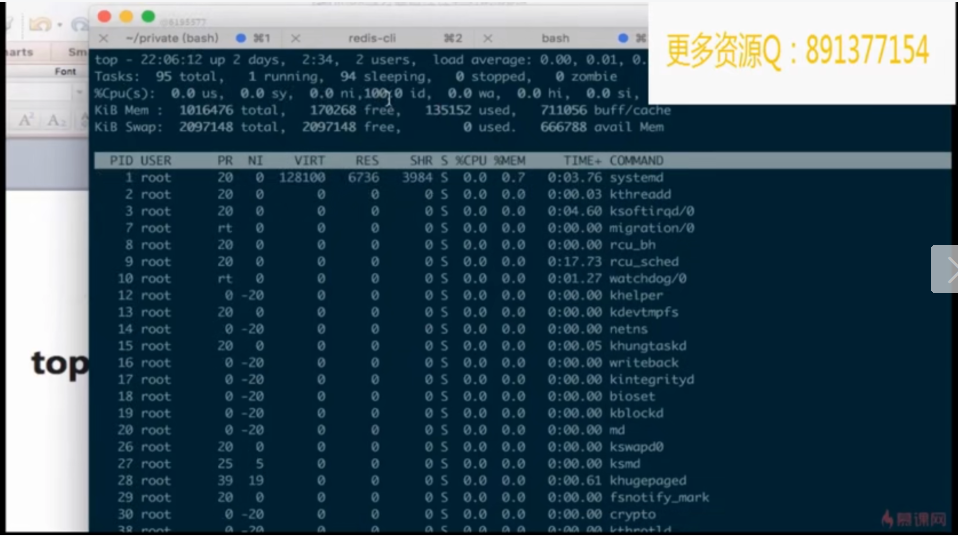 @6195577
~/private (bash) ⌘1 redis-cli ⌘2 bash ⌘
更多资源Q：891377154
arts Sm
Font
top
top - 22:06:12 up 2 days, 2:34, 2 users, load average: 0.00, 0.01, 0.
Tasks: 95 total, 1 running, 94 sleeping, 0 stopped, 0 zombie
%Cpu(s): 0.0 us, 0.0 sy, 0.0 ni,100.0 id, 0.0 wa, 0.0 hi, 0.0 si,
KiB Mem : 1016476 total, 170268 free, 135152 used, 711056 buff/cache
KiB Swap: 2097148 total, 2097148 free, 0 used. 666788 avail Mem
PID USER PR NI VIRT RES SHR S %CPU %MEM TIME+ COMMAND
1 root 20 0 128100 6736 3984 S 0.0 0.7 0:03.76 systemd
2 root 20 0 0 0 0 S 0.0 0.0 0:00.03 kthreadd
3 root 20 0 0 0 0 S 0.0 0.0 0:04.60 ksoftirqd/0
7 root rt 0 0 0 0 S 0.0 0.0 0:00.00 migration/0
8 root 20 0 0 0 0 S 0.0 0.0 0:00.00 rcu_bh
9 root 20 0 0 0 0 S 0.0 0.0 0:17.73 rcu_sched
10 root rt 0 0 0 0 S 0.0 0.0 0:01.27 watchdog/0
12 root 0 -20 0 0 0 S 0.0 0.0 0:00.00 khelper
13 root 20 0 0 0 0 S 0.0 0.0 0:00.00 kdevtmpfs
14 root 0 -20 0 0 0 S 0.0 0.0 0:00.00 netns
15 root 20 0 0 0 0 S 0.0 0.0 0:00.05 khungtaskd
16 root 0 -20 0 0 0 S 0.0 0.0 0:00.00 writeback
17 root 0 -20 0 0 0 S 0.0 0.0 0:00.00 kintegrityd
18 root 0 -20 0 0 0 S 0.0 0.0 0:00.00 bioset
19 root 0 -20 0 0 0 S 0.0 0.0 0:00.00 kblockd
20 root 0 -20 0 0 0 S 0.0 0.0 0:00.00 md
26 root 20 0 0 0 0 S 0.0 0.0 0:00.00 kswapd0
27 root 25 5 0 0 0 S 0.0 0.0 0:00.00 ksmd
28 root 39 19 0 0 0 S 0.0 0.0 0:00.61 khugepaged
29 root 20 0 0 0 0 S 0.0 0.0 0:00.00 fsnotify_mark
30 root 0 -20 0 0 0 S 0.0 0.0 0:00.00 crypto
38 root 0 -20 0 0 0 S 0.0 0.0 0:00.00 kthrotld
慕课网